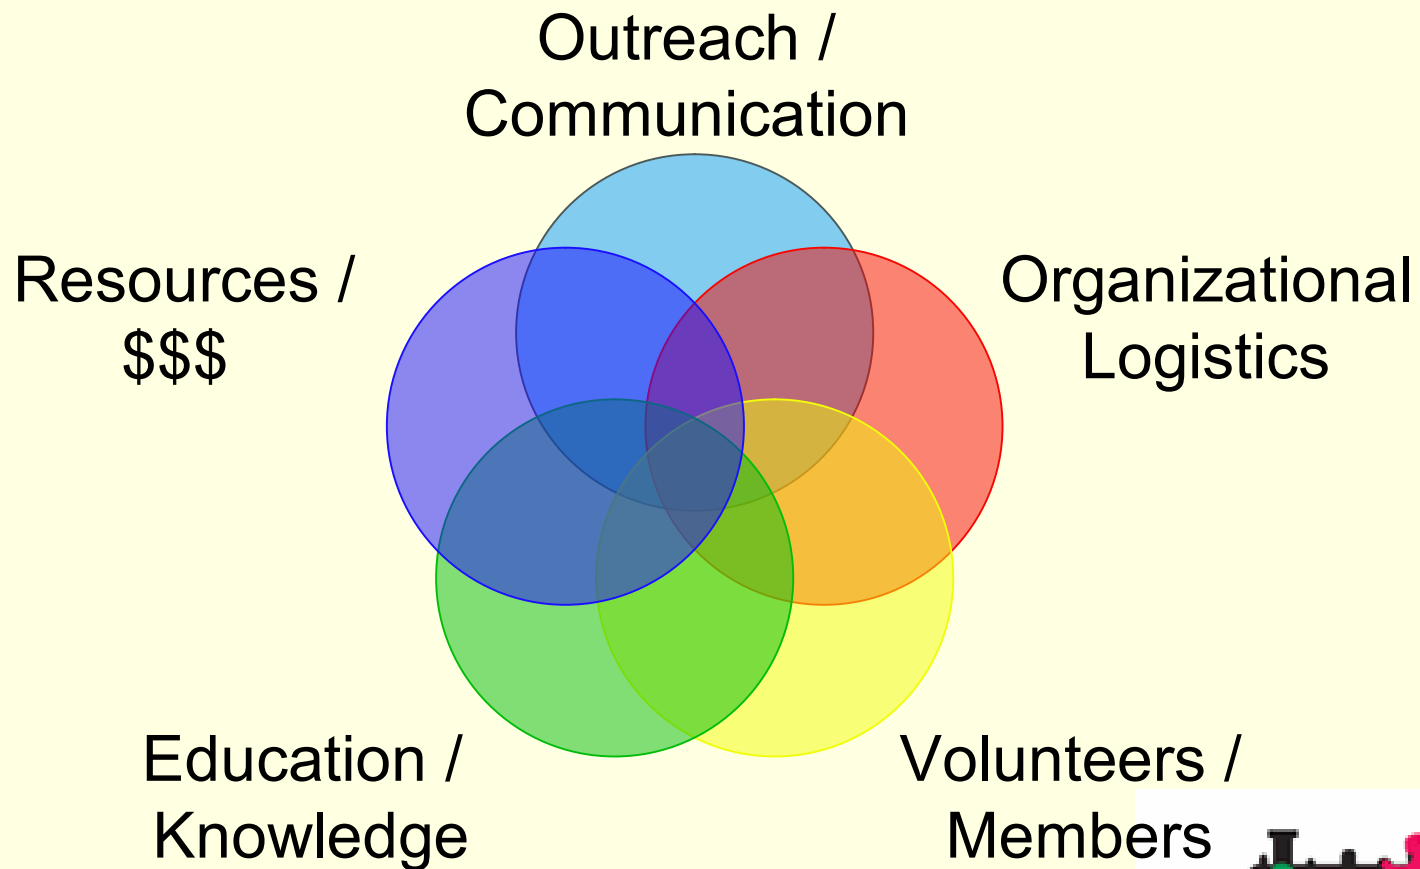 Outreach /
Communication
Resources /
$$$
Organizational
Logistics
Education /
Knowledge
Volunteers /
Members